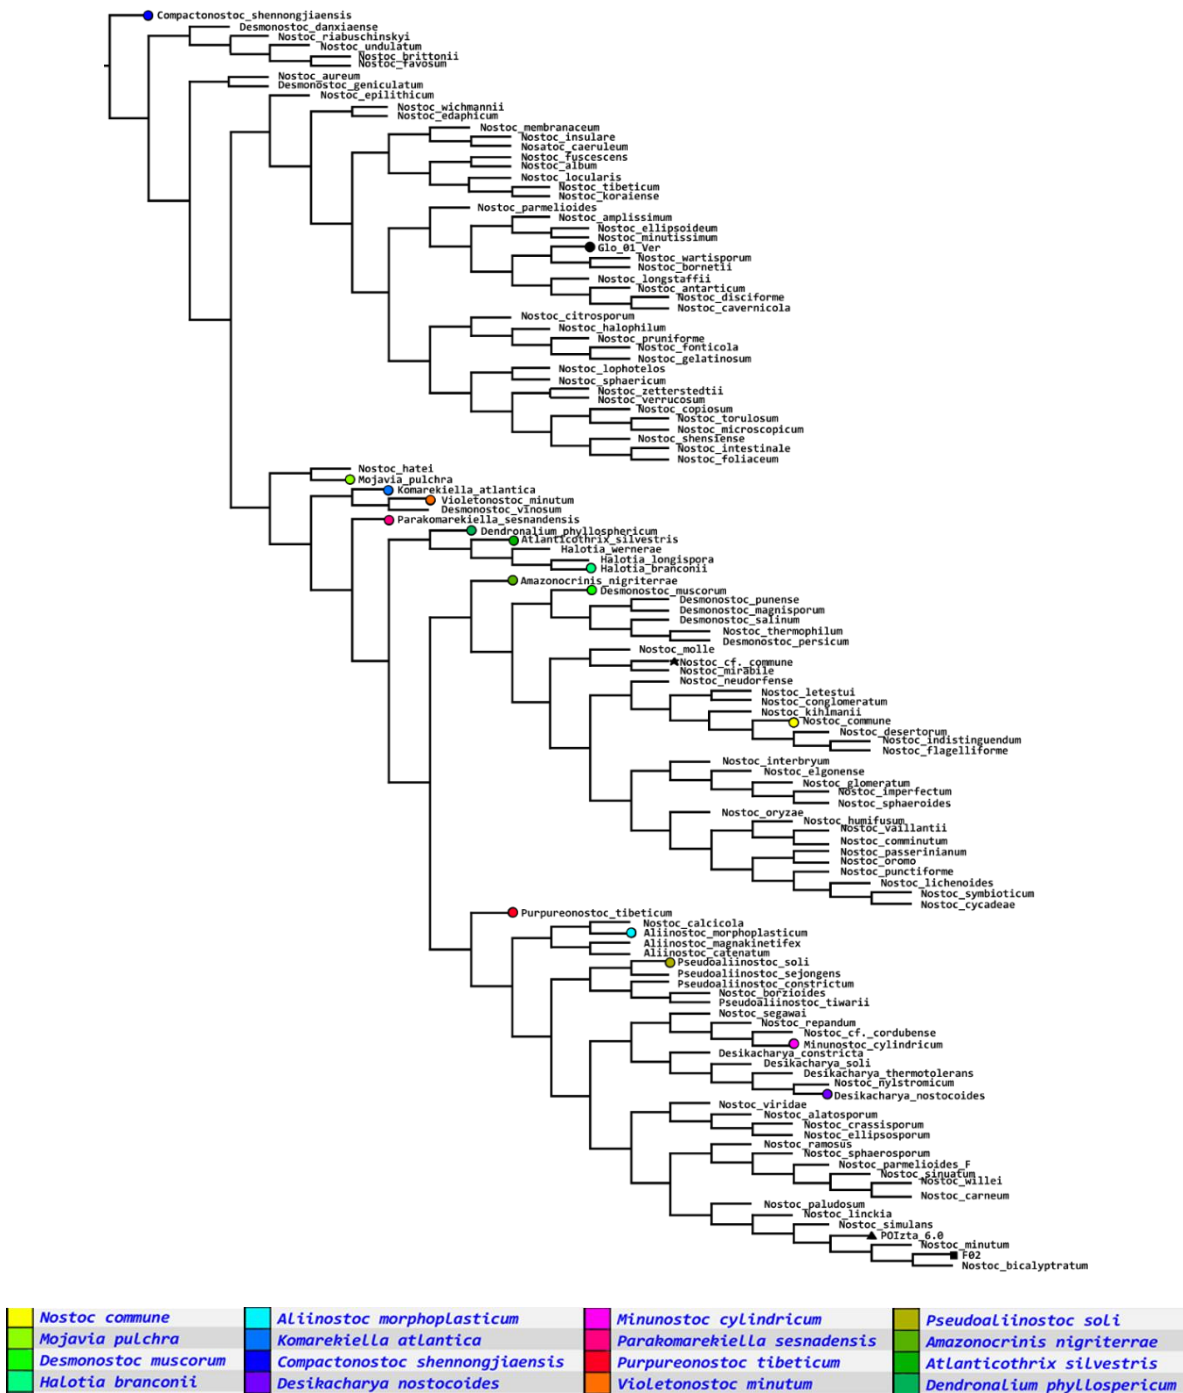 Compactonostoc_shennongjiaensis
Desmonostoc_danxiaense
Nostoc_riabuschinskyi
Nostoc_undulatum
Nostoc_brittonii
Nostoc_favosum
Nostoc_aureum
Desmonostoc_geniculatum
Nostoc_epilithicum
Nostoc_wichmannii
Nostoc_edaphicum
Nostoc_membranaceum
Nostoc_insulare
Nosatoc_caeruleum
Nostoc_fuscescens
Nostoc_album
Nostoc_locularis
Nostoc_tibeticum
Nostoc_koraiense
Nostoc_parmelioides
Nostoc_amplissimum
Nostoc_ellipsoideum
Nostoc_minutissimum
Glo_01_Ver
Nostoc_wartisporum
Nostoc_bornetii
Nostoc_longstaffii
Nostoc_antarticum
Nostoc_disciforme
Nostoc_cavernicola
Nostoc_citrosporum
Nostoc_halophilum
Nostoc_pruniforme
Nostoc_fonticola
Nostoc_gelatinosum
Nostoc_lophotelos
Nostoc_sphaericum
Nostoc_zetterstedtii
Nostoc_verrucosum
Nostoc_copiosum
Nostoc_torulosum
Nostoc_microscopicum
Nostoc_shensiense
Nostoc_intestinale
Nostoc_foliaceum
Nostoc_hatei
Mojavia_pulchra
Komarekiella_atlantica
Violetonostoc_minutum
Desmonostoc_vinosum
Parakomarekiella_sesnandensis
Dendronalium_phyllosphericum
Atlanticothrix_silvestris
Halotia_wernerae
Halotia_longispora
Halotia_branconii
Amazonocrinis_nigriterrae
Desmonostoc_muscorum
Desmonostoc_punense
Desmonostoc_magnisporum
Desmonostoc_salinum
Nostoc_thermophilum
Desmonostoc_persicum
Nostoc_molle
Nostoc_cf._commune
Nostoc_mirabile
Nostoc_neudorfense
Nostoc_letestui
Nostoc_conglomeratum
Nostoc_kihlmanii
Nostoc_commune
Nostoc_desertorum
Nostoc_indistinguendum
Nostoc_flagelliforme
Nostoc_interbryum
Nostoc_elgonense
Nostoc_glomeratum
Nostoc_imperfectum
Nostoc_sphaeroides
Nostoc_oryzae
Nostoc_humifusum
Nostoc_vaillantii
Nostoc_comminutum
Nostoc_passerinianum
Nostoc_oromo
Nostoc_punctiforme
Nostoc_lichenoides
Nostoc_symbioticum
Nostoc_cycadeae
Purpureonostoc_tibeticum
Nostoc_calcicola
Aliinostoc_morphoplasticum
Aliinostoc_magnakinetifex
Aliinostoc_catenatum
Pseudoaliinostoc_soli
Pseudoaliinostoc_sejongens
Pseudoaliinostoc_constrictum
Nostoc_borzioides
Pseudoaliinostoc_tiwarii
Nostoc_segawai
Nostoc_repandum
Nostoc_cf._cordubense
Minunostoc_cylindricum
Desikacharya_constricta
Desikacharya_soli
Desikacharya_thermotolerans
Nostoc_nylstromicum
Desikacharya_nostocoides
Nostoc_viridae
Nostoc_alatosporum
Nostoc_crassisporum
Nostoc_ellipsosporum
Nostoc_ramosus
Nostoc_sphaerosporum
Nostoc_parmelioides_F
Nostoc_sinuatum
Nostoc_willei
Nostoc_carneum
Nostoc_paludosum
Nostoc_linckia
Nostoc_simulans
POIzta_6.0
Nostoc_minutum
F02
Nostoc_bicalyptratum
Nostoc commune Aliinostoc morphoplasticum Minunostoc cylindricum Pseudoaliinostoc soli
Mojavia pulchra Komarekiella atlantica Parakomarekiella sesnadensis Amazonocrinis nigriterrae
Desmonostoc muscorum Compactonostoc shennongjiaensis Purpureonostoc tibeticum Atlanticothrix silvestris
Halotia branconii Desikacharya nostocoides Violetonostoc minutum Dendronalium phyllospericum